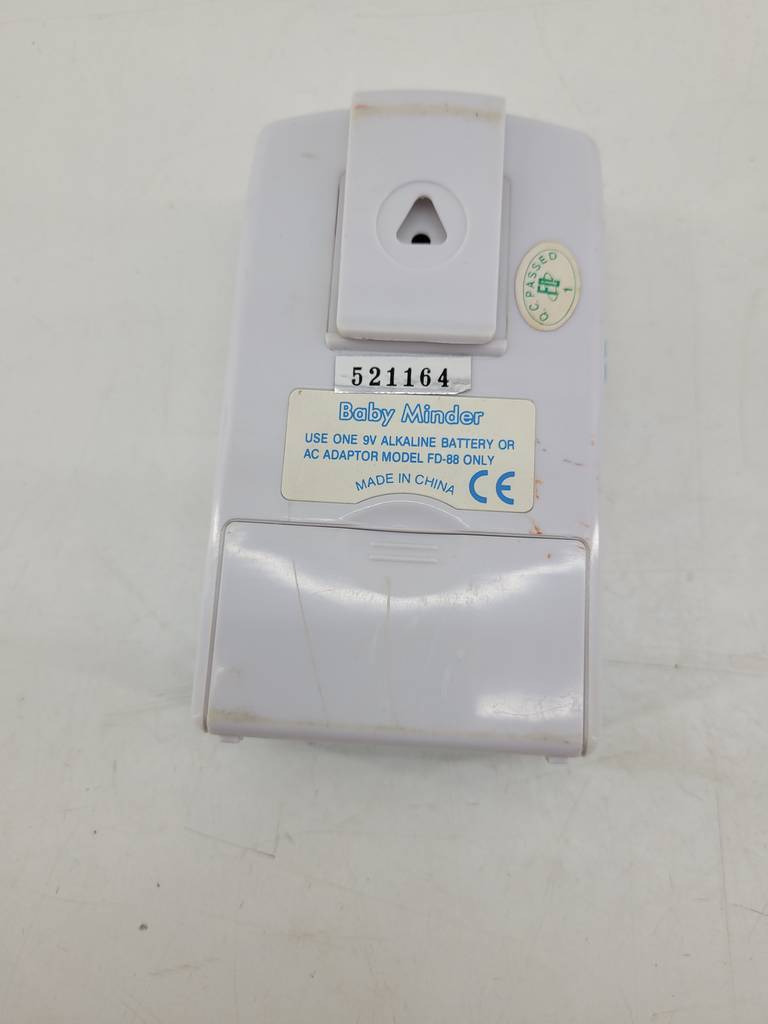 Q.C. PASSED
1
521164
Baby Minder
USE ONE 9V ALKALINE BATTERY OR
AC ADAPTOR MODEL FD-88 ONLY
MADE IN CHINA CE